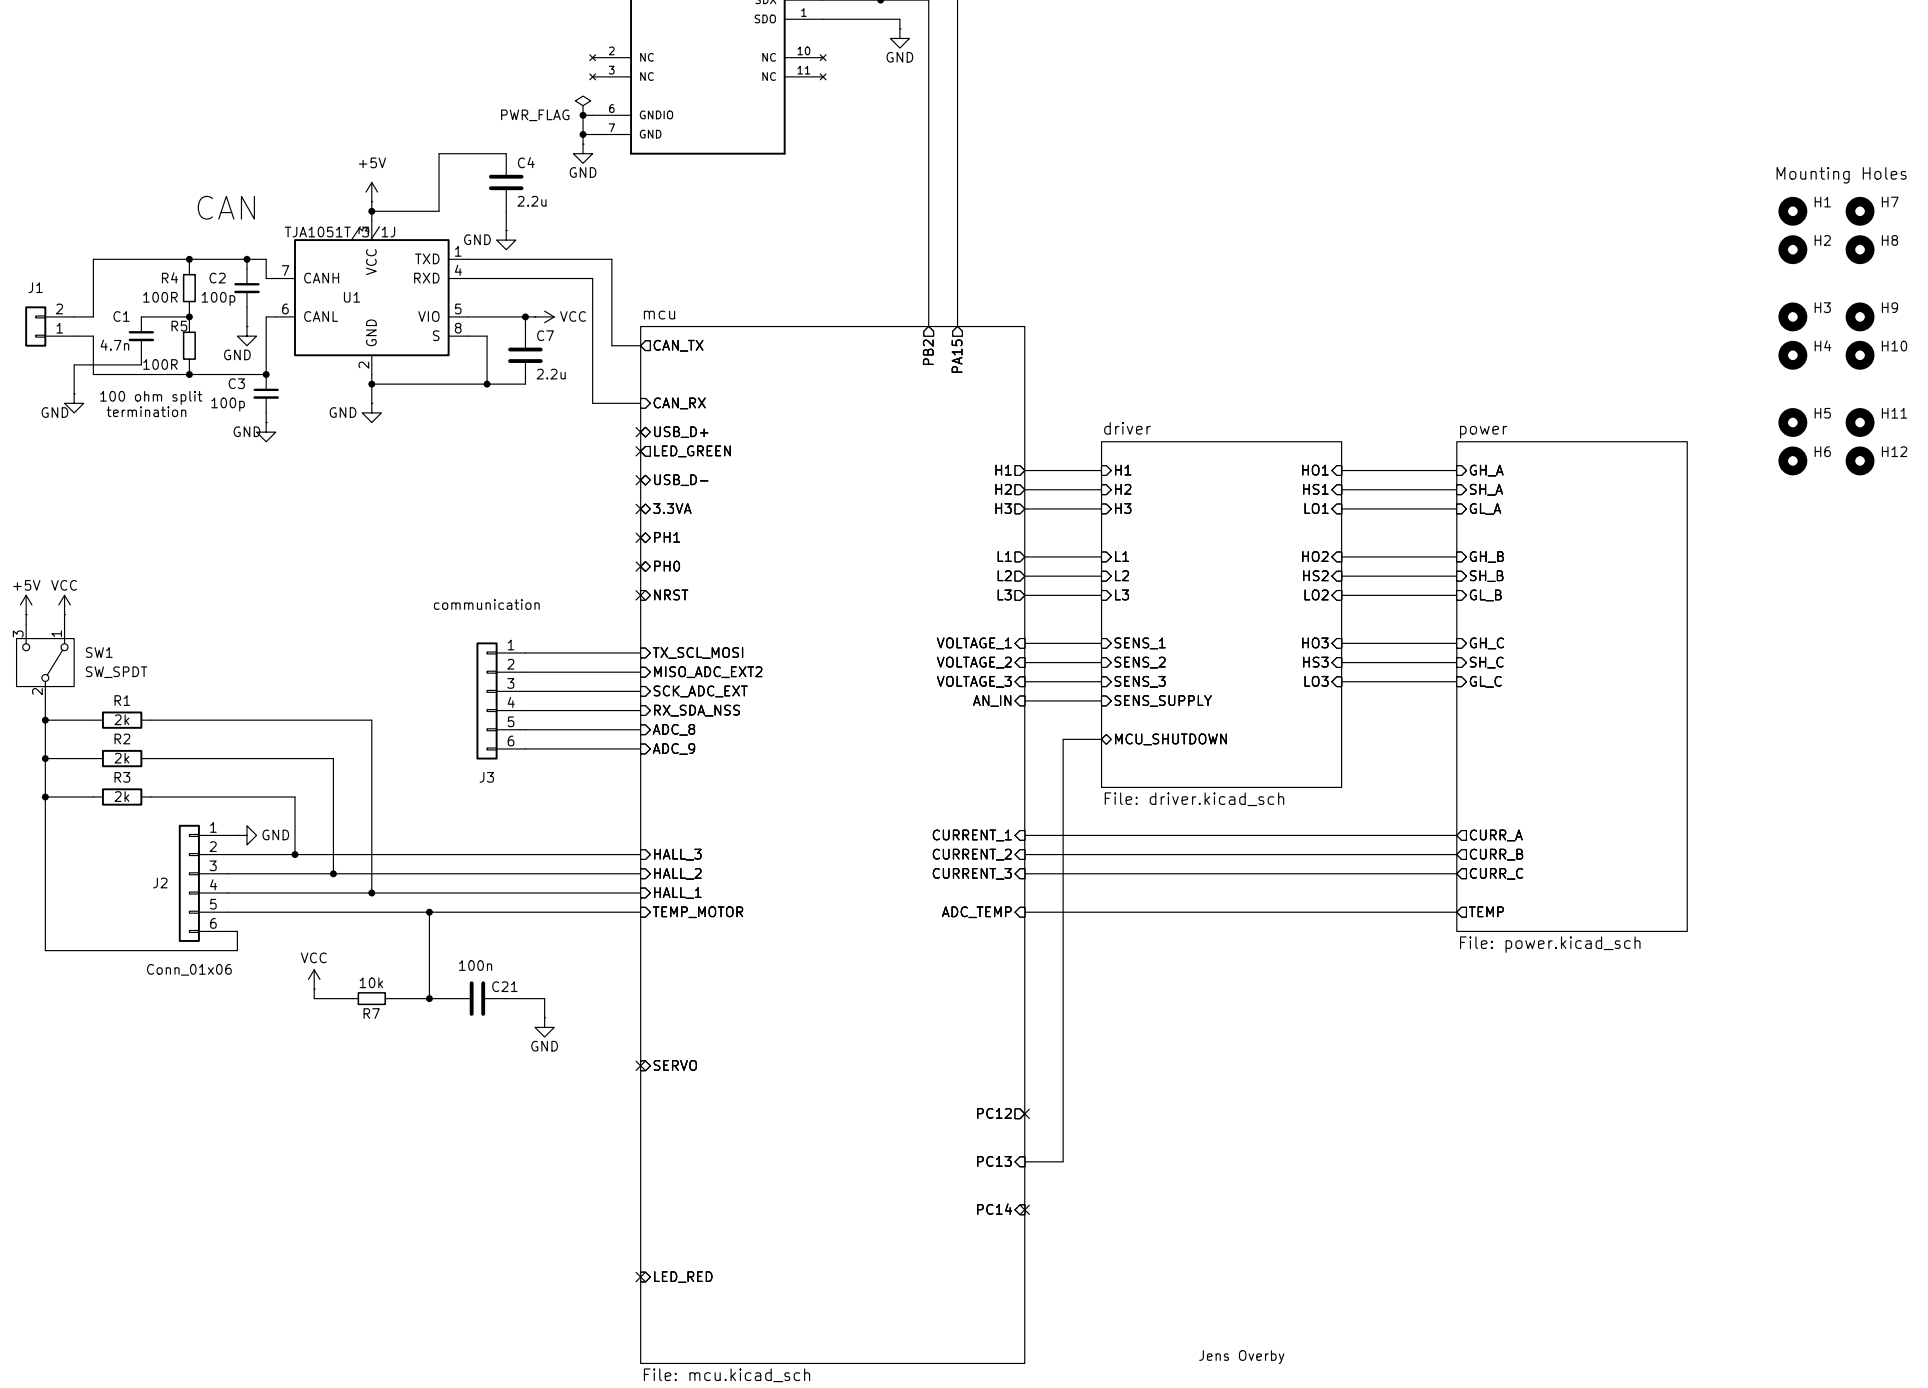 SDO 1
GND
2 NC
NC 10
3 NC
NC 11
PWR_FLAG
6 GNDIO
7 GND
GND
+5V
C4
2.2u
GND
CAN
TJA1051T/3/1J
3
VCC
TXD 1
RXD 4
7 CANH
U1
6 CANL
VIO 5
S 8
GND
2
GND
VCC
C7
2.2u
J1
2
1
R4
100R
C2
100p
GND
C1
4.7n
R5
100R
GND
C3
100p
GND
100 ohm split
termination
mcu
CAN_TX
CAN_RX
USB_D+
LED_GREEN
USB_D-
3.3VA
PH1
PH0
NRST
PB2
PA15
communication
1 TX_SCL_MOSI
2 MISO_ADC_EXT2
3 SCK_ADC_EXT
4 RX_SDA_NSS
5 ADC_8
6 ADC_9
J3
+5V VCC
3 1
SW1
SW_SPDT
2
R1
2k
R2
2k
R3
2k
1 GND
2
3
4
5
6
J2
Conn_01x06
HALL_3
HALL_2
HALL_1
TEMP_MOTOR
VCC
10k
R7
100n
C21
GND
SERVO
LED_RED
H1
H2
H3
L1
L2
L3
VOLTAGE_1
VOLTAGE_2
VOLTAGE_3
AN_IN
CURRENT_1
CURRENT_2
CURRENT_3
ADC_TEMP
PC12
PC13
PC14
File: mcu.kicad_sch
driver
H1
H2
H3
L1
L2
L3
SENS_1
SENS_2
SENS_3
SENS_SUPPLY
MCU_SHUTDOWN
HO1
HS1
LO1
HO2
HS2
LO2
HO3
HS3
LO3
File: driver.kicad_sch
power
GH_A
SH_A
GL_A
GH_B
SH_B
GL_B
GH_C
SH_C
GL_C
CURR_A
CURR_B
CURR_C
TEMP
File: power.kicad_sch
Mounting Holes
H1 H7
H2 H8
H3 H9
H4 H10
H5 H11
H6 H12
Jens Overby